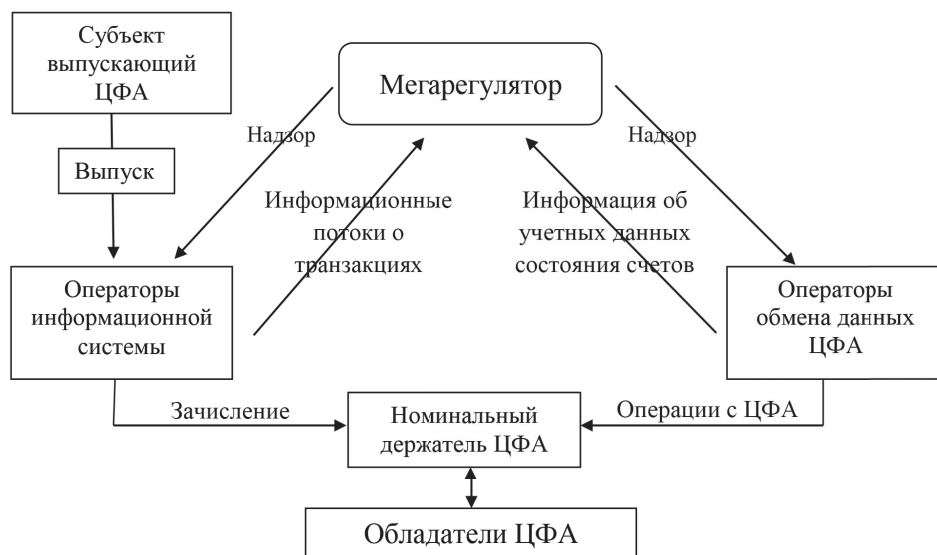 Субъект
выпускающий
ЦФА
Мегарегулятор
Надзор
Надзор
Выпуск
Информационные
потоки о
транзакциях
Информация об
учетных данных
состояния счетов
Операторы
информационной
системы
Операторы
обмена данных
ЦФА
Зачисление
Номинальный
держатель ЦФА
Операции с ЦФА
Обладатели ЦФА